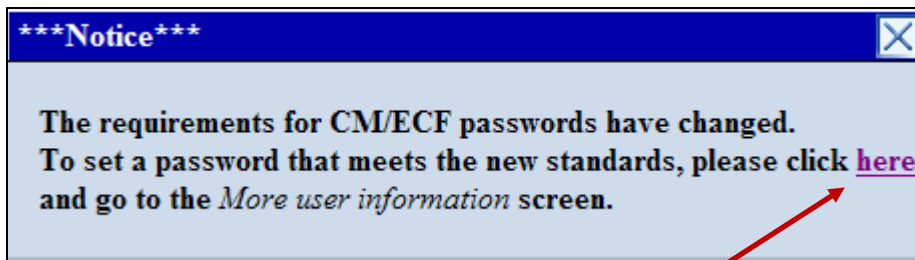 ***Notice***
The requirements for CM/ECF passwords have changed.
To set a password that meets the new standards, please click here
and go to the More user information screen.